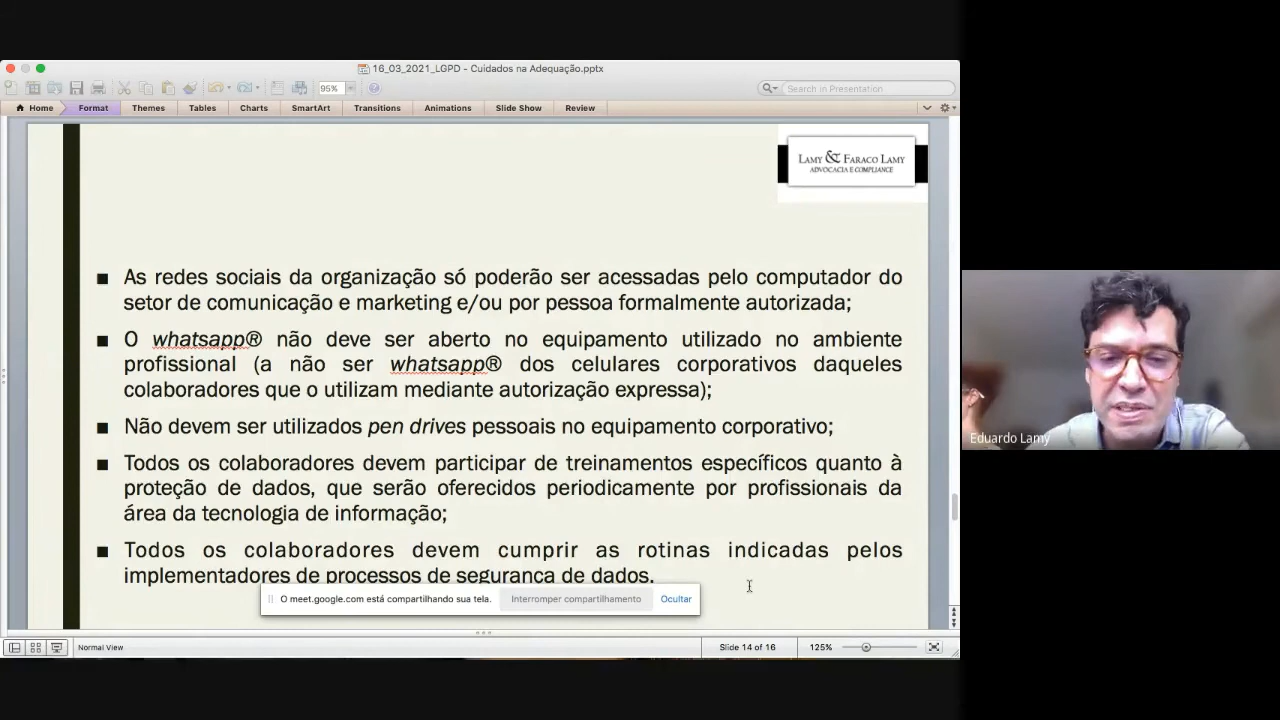 16_03_2021_LGPD - Cuidados na Adequação.pptx
95%
Search in Presentation
Home Format Themes Tables Charts SmartArt Transitions Animations Slide Show Review
LAMY & FARACO LAMY
ADVOCACIA E COMPLIANCE
■ As redes sociais da organização só poderão ser acessadas pelo computador do
setor de comunicação e marketing e/ou por pessoa formalmente autorizada;
■ O whatsapp® não deve ser aberto no equipamento utilizado no ambiente
profissional (a não ser whatsapp® dos celulares corporativos daqueles
colaboradores que o utilizam mediante autorização expressa);
■ Não devem ser utilizados pen drives pessoais no equipamento corporativo;
■ Todos os colaboradores devem participar de treinamentos específicos quanto à
proteção de dados, que serão oferecidos periodicamente por profissionais da
área da tecnologia de informação;
■ Todos os colaboradores devem cumprir as rotinas indicadas pelos
implementadores de processos de segurança de dados.
O meet.google.com está compartilhando sua tela. Interromper compartilhamento Ocultar
Normal View Slide 14 of 16 125%
Eduardo Lamy